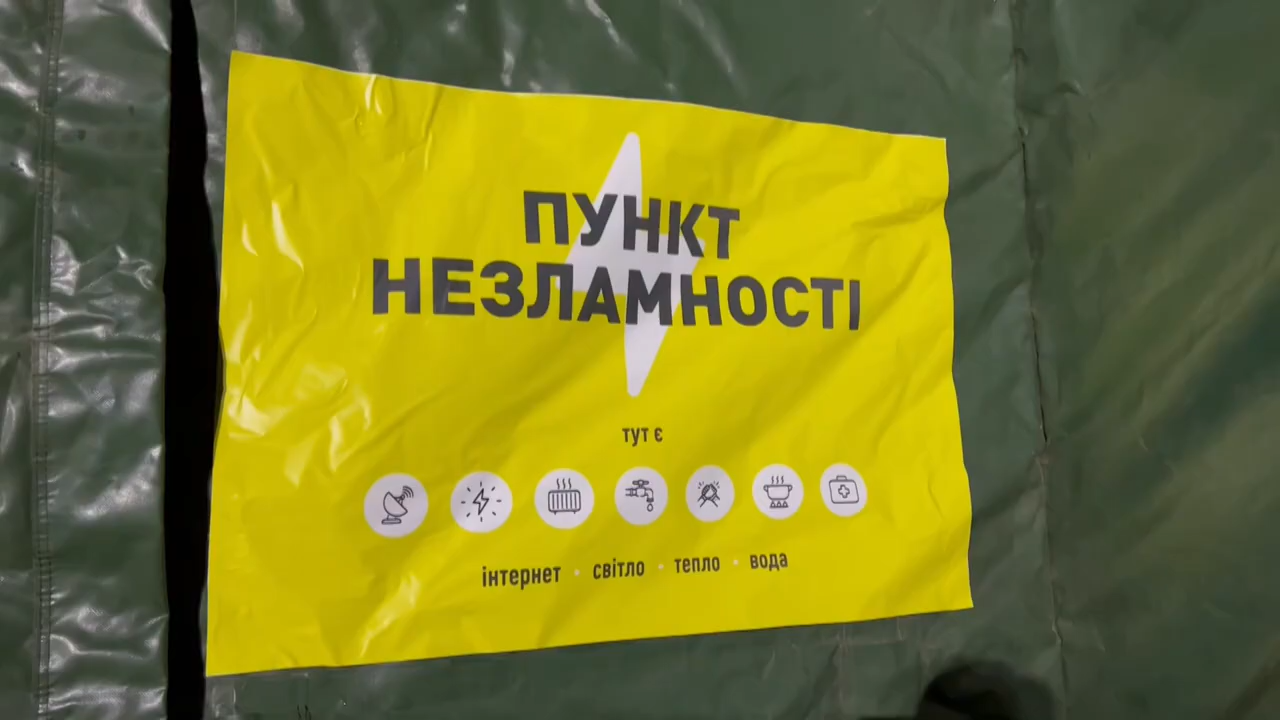 ПУНКТ
НЕЗЛАМНОСТІ
тут є
інтернет · світло · тепло · вода